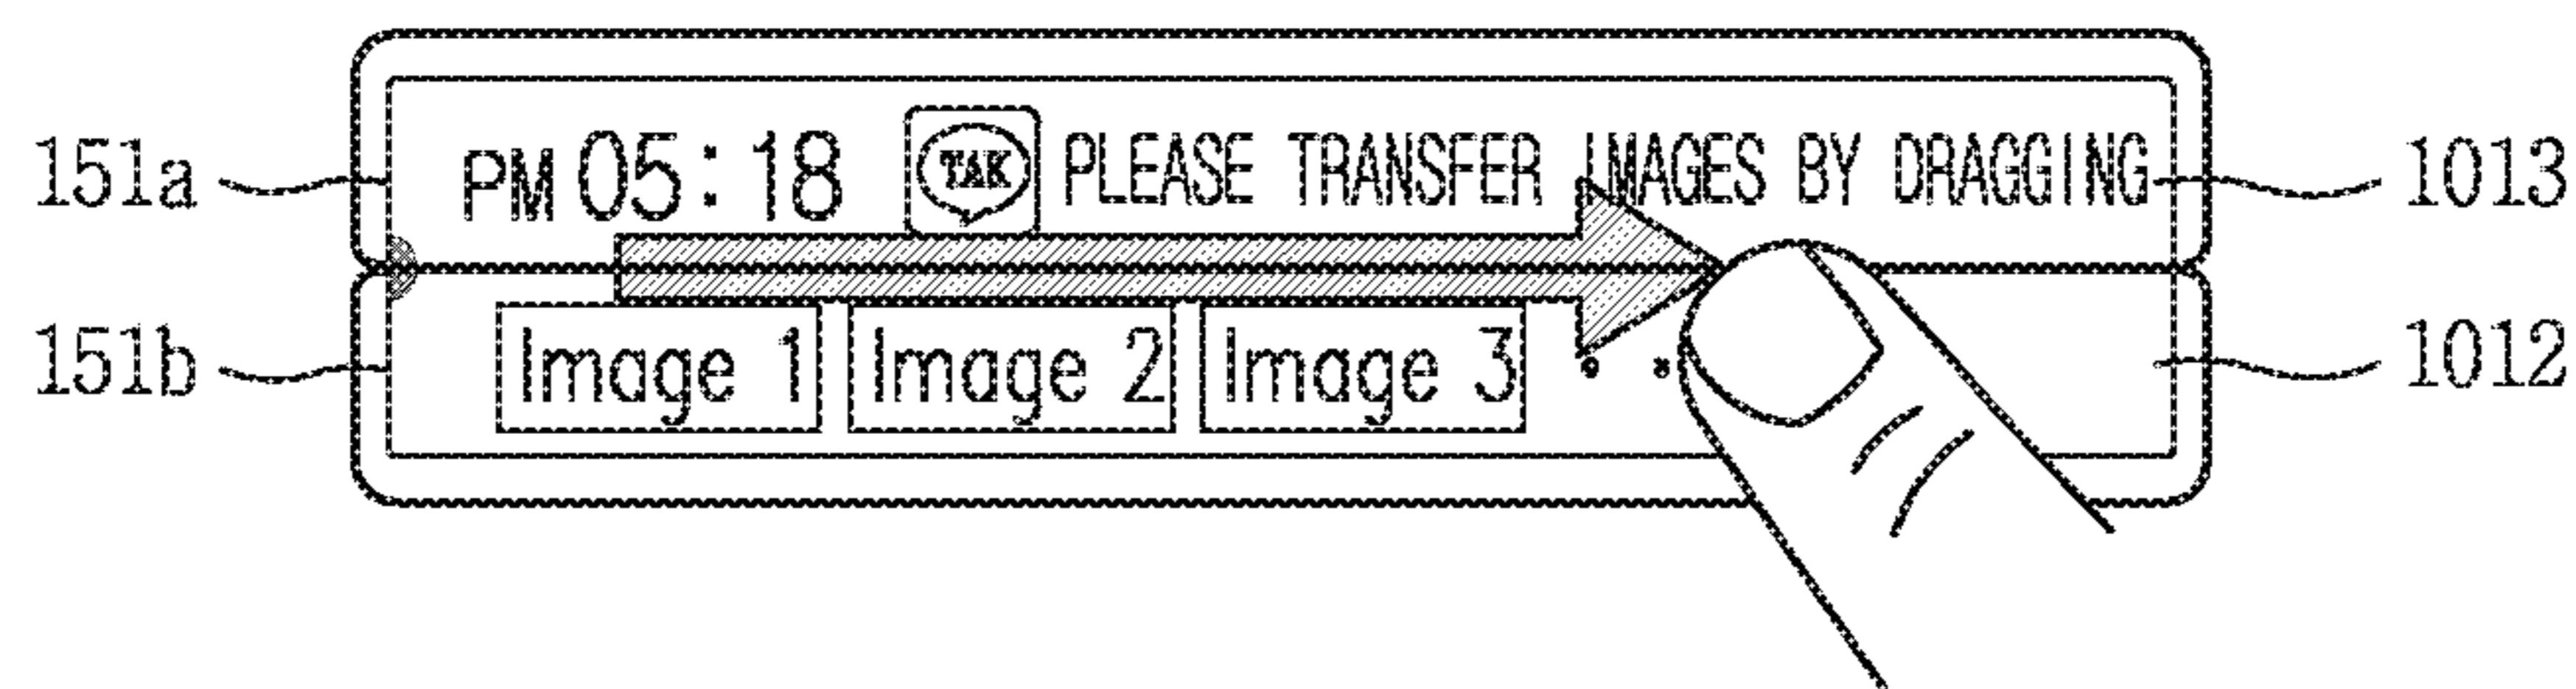 151a PM 05:18 TAK PLEASE TRANSFER IMAGES BY DRAGGING 1013
151b Image 1 Image 2 Image 3 1012